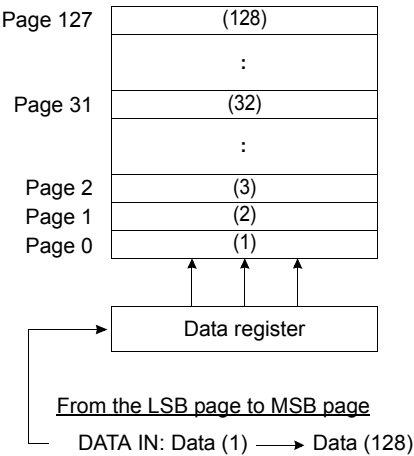 Page 127 (128)
:
Page 31 (32)
:
Page 2 (3)
Page 1 (2)
Page 0 (1)
Data register
From the LSB page to MSB page
DATA IN: Data (1) → Data (128)